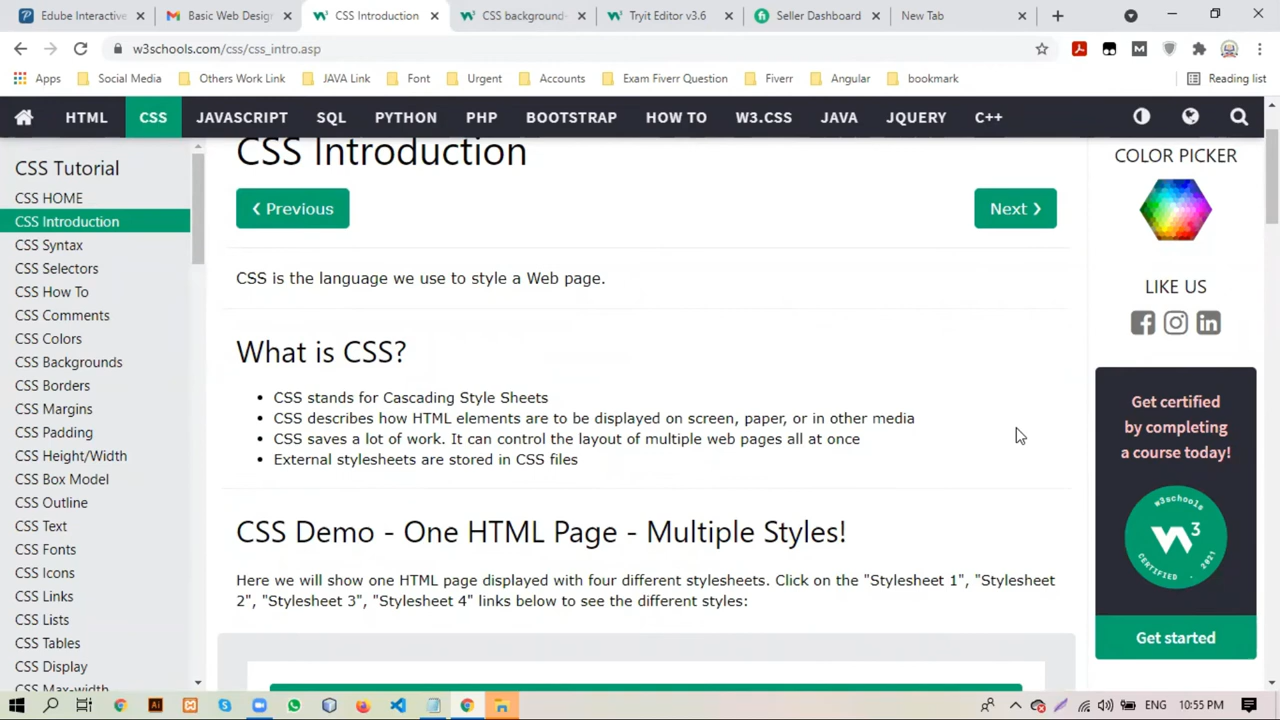 Edube Interactive
Basic Web Desig
CSS Introduction
CSS background-
Tryit Editor v3.6
Seller Dashboard
New Tab
w3schools.com/css/css_intro.asp
Apps
Social Media
Others Work Link
JAVA Link
Font
Urgent
Accounts
Exam Fiverr Question
Fiverr
Angular
bookmark
Reading list
HTML
CSS
JAVASCRIPT
SQL
PYTHON
PHP
BOOTSTRAP
HOW TO
W3.CSS
JAVA
JQUERY
C++
CSS Tutorial
CSS HOME
CSS Introduction
CSS Syntax
CSS Selectors
CSS How To
CSS Comments
CSS Colors
CSS Backgrounds
CSS Borders
CSS Margins
CSS Padding
CSS Height/Width
CSS Box Model
CSS Outline
CSS Text
CSS Fonts
CSS Icons
CSS Links
CSS Lists
CSS Tables
CSS Display
CSS Max-width
CSS Introduction
❮ Previous
Next ❯
CSS is the language we use to style a Web page.
What is CSS?
• CSS stands for Cascading Style Sheets
• CSS describes how HTML elements are to be displayed on screen, paper, or in other media
• CSS saves a lot of work. It can control the layout of multiple web pages all at once
• External stylesheets are stored in CSS files
CSS Demo - One HTML Page - Multiple Styles!
Here we will show one HTML page displayed with four different stylesheets. Click on the "Stylesheet 1", "Stylesheet
2", "Stylesheet 3", "Stylesheet 4" links below to see the different styles:
COLOR PICKER
LIKE US
Get certified
by completing
a course today!
w3schools
W3
CERTIFIED . 2021
Get started
ENG
10:55 PM